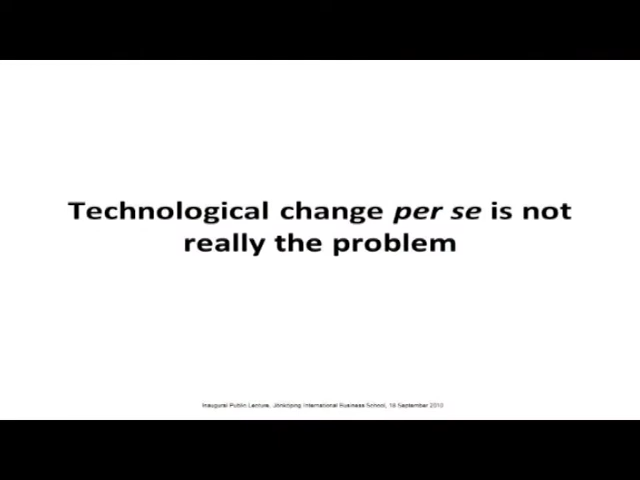 Technological change per se is not
really the problem
Inaugural Public Lecture, Jönköping International Business School, 16 September 2010